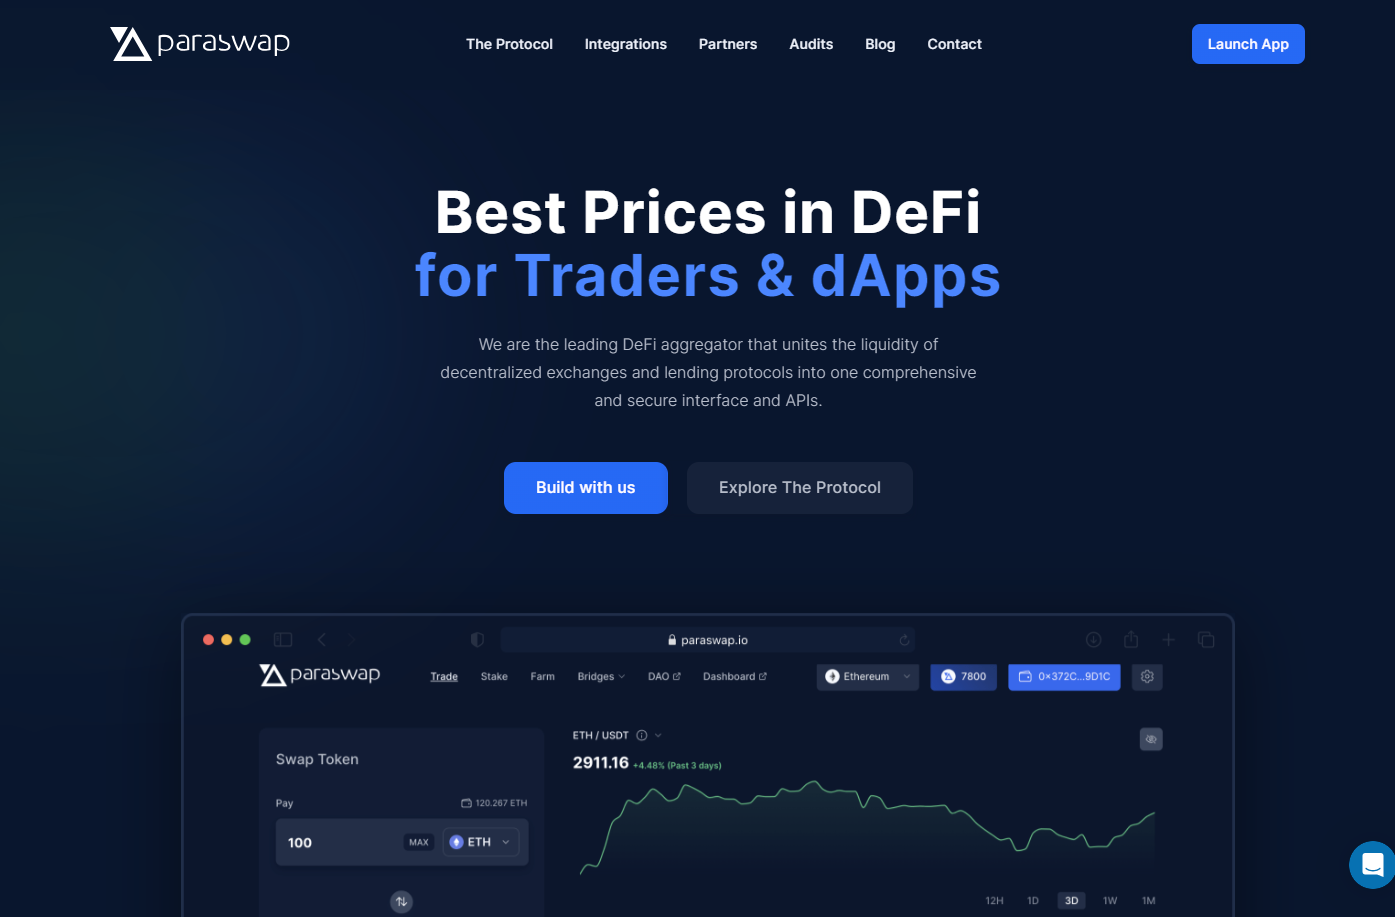 paraswap
The Protocol Integrations Partners Audits Blog Contact
Launch App
Best Prices in DeFi
for Traders & dApps
We are the leading DeFi aggregator that unites the liquidity of
decentralized exchanges and lending protocols into one comprehensive
and secure interface and APIs.
Build with us
Explore The Protocol
paraswap.io
paraswap
Trade Stake Farm Bridges DAO Dashboard
Ethereum
7800
0×372C...9D1C
Swap Token
Pay
120.267 ETH
100
MAX
ETH
ETH / USDT
2911.16 +4.48% (Past 3 days)
12H 1D 3D 1W 1M